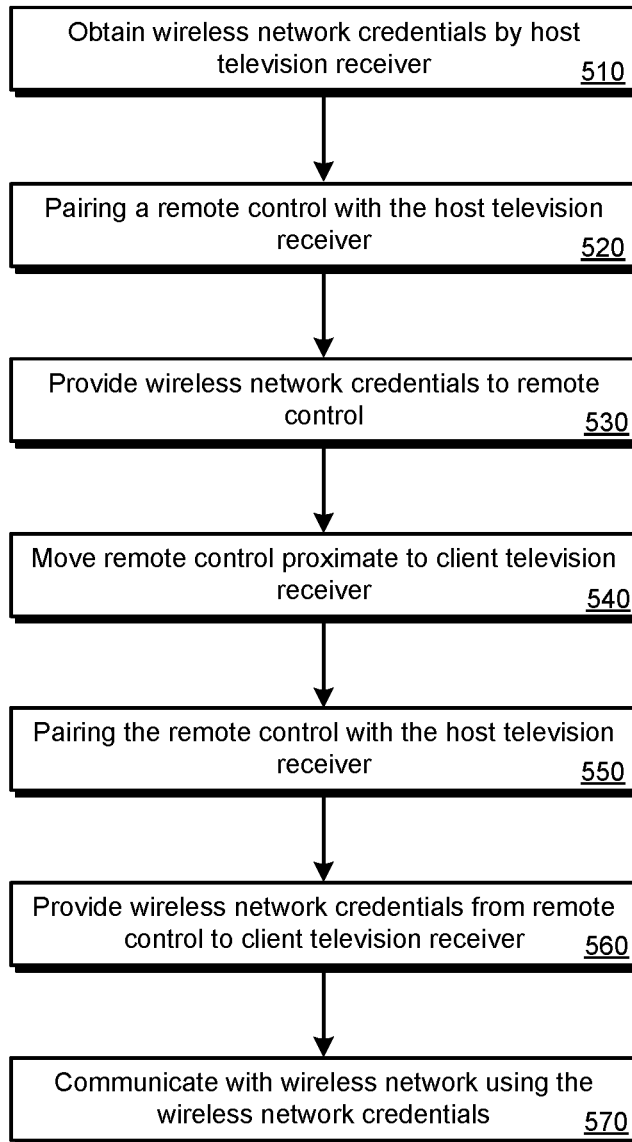 Obtain wireless network credentials by host
television receiver
510
Pairing a remote control with the host television
receiver
520
Provide wireless network credentials to remote
control
530
Move remote control proximate to client television
receiver
540
Pairing the remote control with the host television
receiver
550
Provide wireless network credentials from remote
control to client television receiver
560
Communicate with wireless network using the
wireless network credentials
570